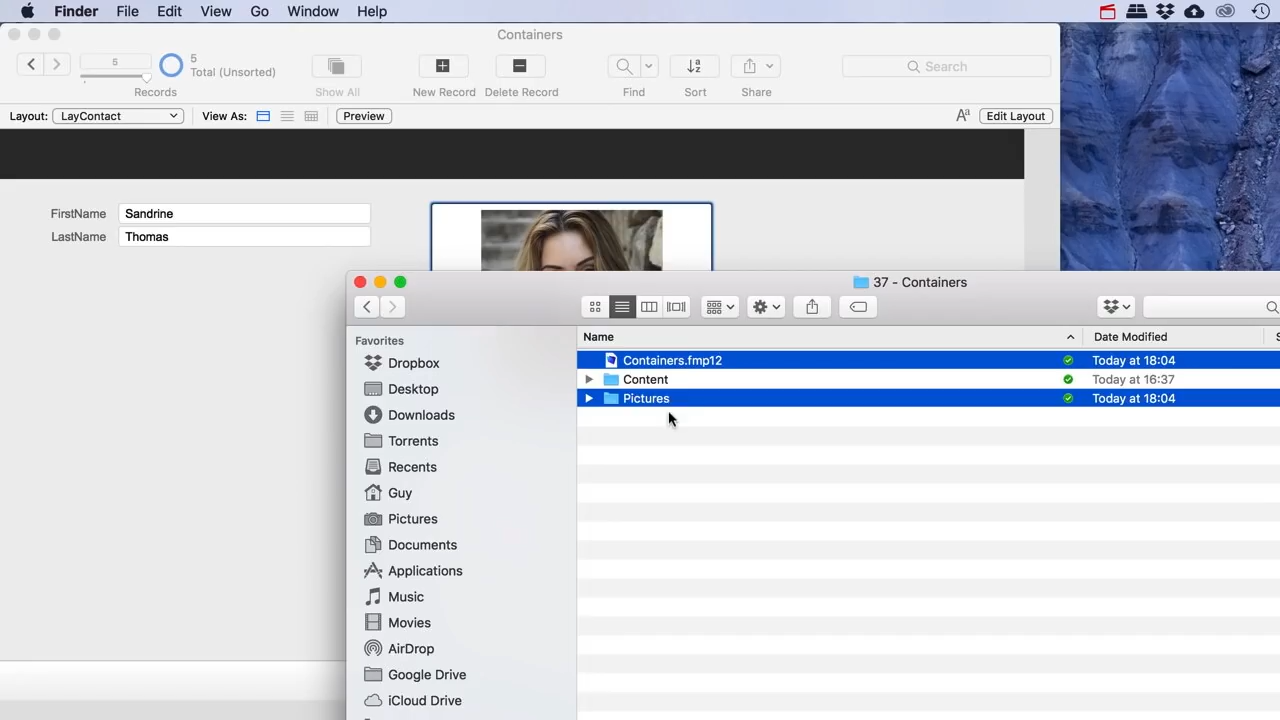 Finder File Edit View Go Window Help
Containers
5
5
Total (Unsorted)
Records
Show All
New Record
Delete Record
Find
Sort
Search
Share
Layout: LayContact
View As:
Preview
Aa
Edit Layout
FirstName Sandrine
LastName Thomas
37 - Containers
Favorites
Dropbox
Desktop
Downloads
Torrents
Recents
Guy
Pictures
Documents
Applications
Music
Movies
AirDrop
Google Drive
iCloud Drive
Name Date Modified
Containers.fmp12 Today at 18:04
Content Today at 16:37
Pictures Today at 18:04